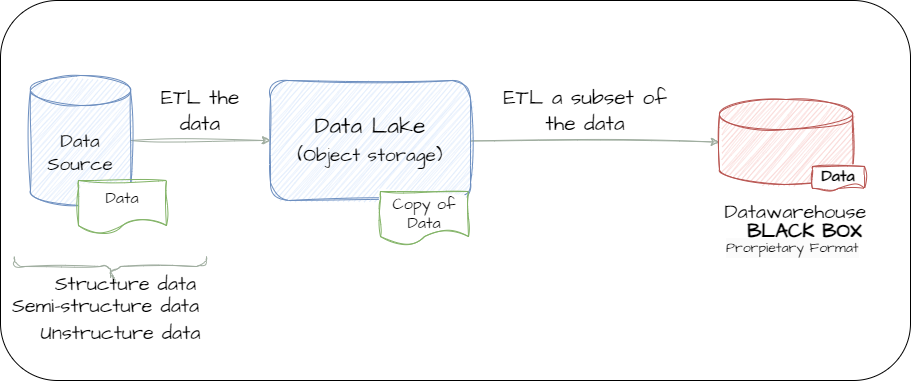 Data
Source
Data
ETL the
data
Data Lake
(Object storage)
Copy of
Data
ETL a subset of
the data
Data
Datawarehouse
BLACK BOX
Prorpietary Format
Structure data
Semi-structure data
Unstructure data